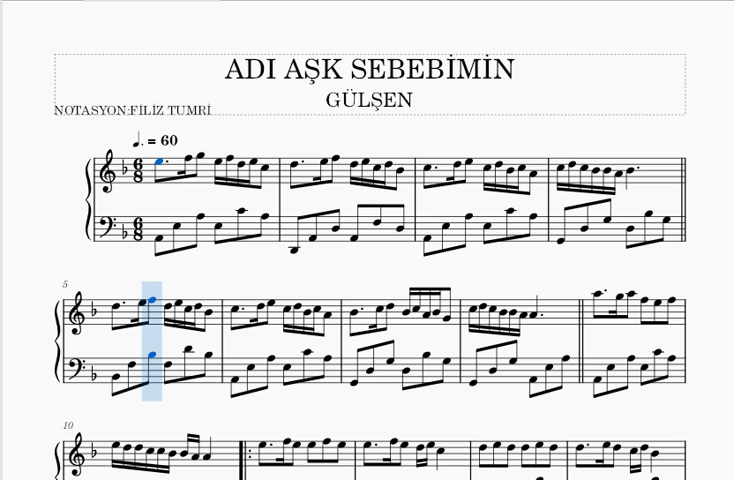 ADI AŞK SEBEBİMİN
GÜLŞEN
NOTASYON:FİLİZ TUMRİ
♩. = 60
6
8
6
8
5
10